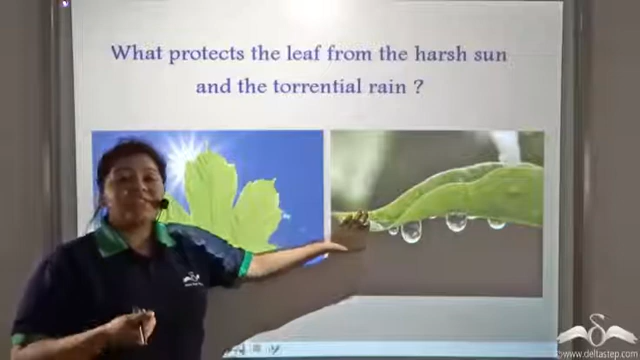 What protects the leaf from the harsh sun
and the torrential rain ?
www.deltastep.com